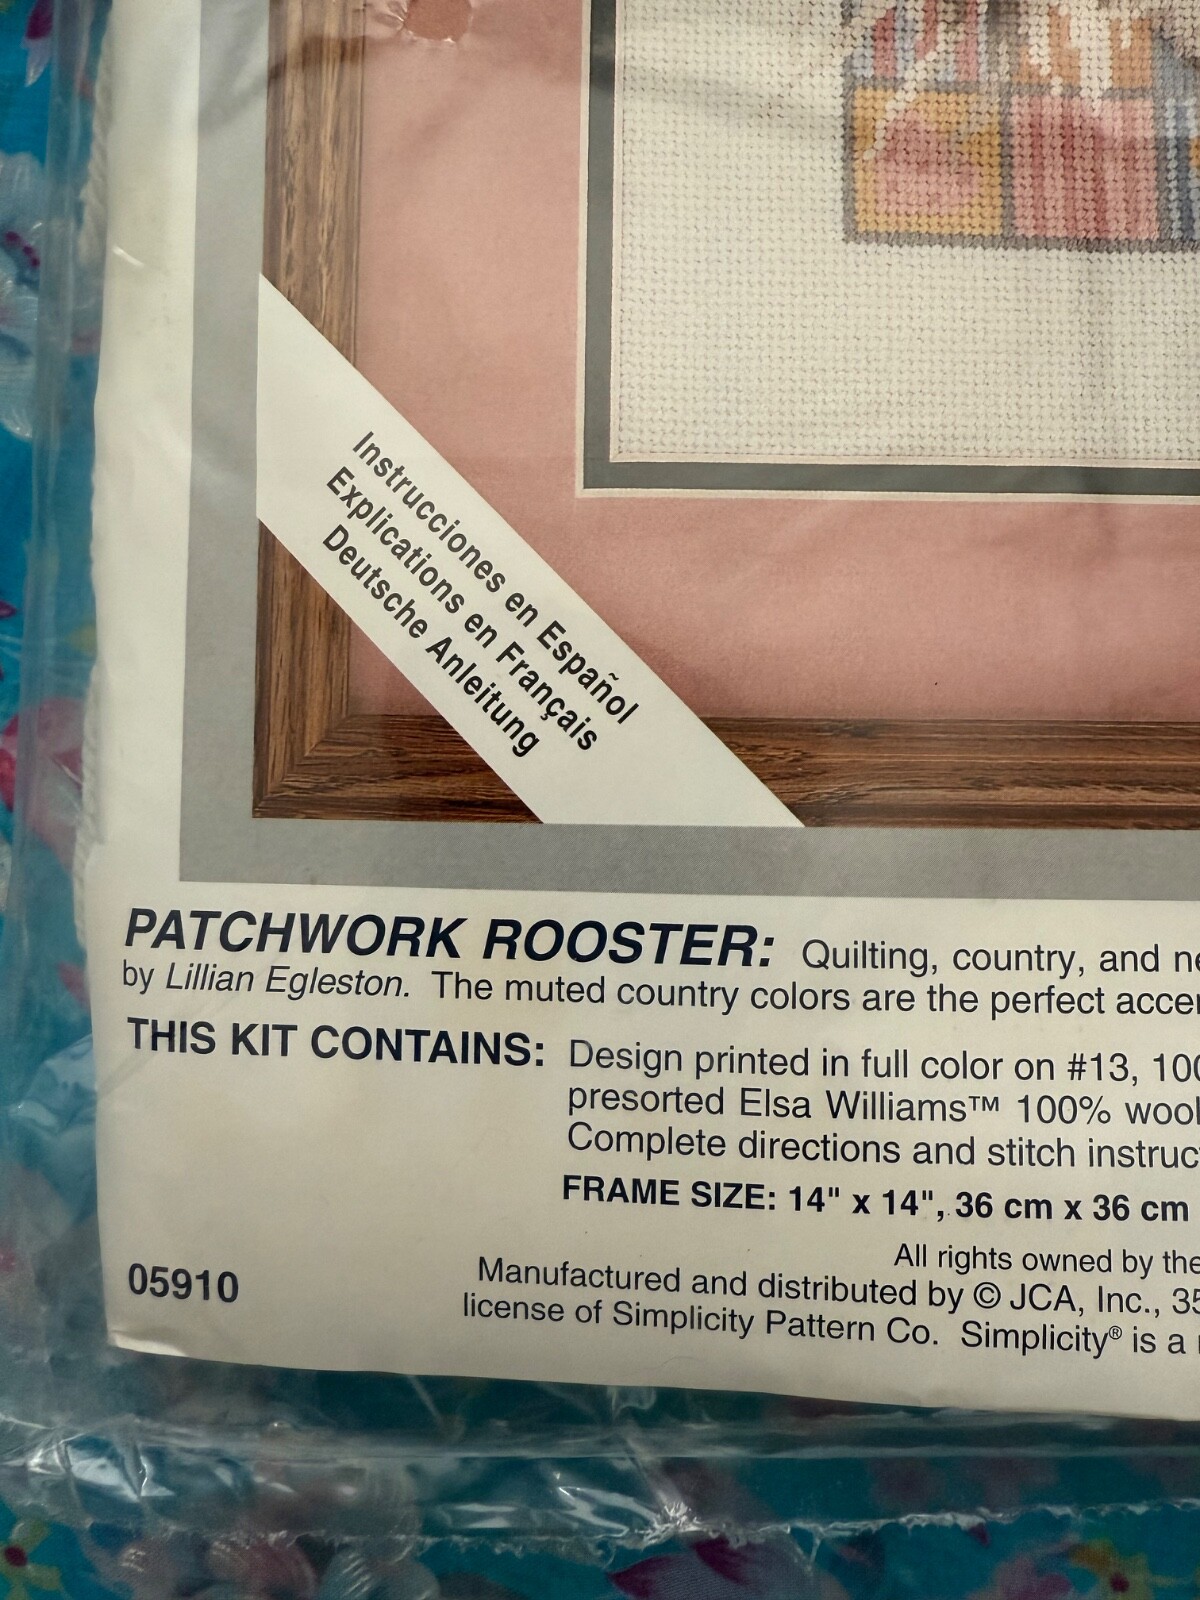 Instrucciones en Español
Explications en Français
Deutsche Anleitung
PATCHWORK ROOSTER: Quilting, country, and
by Lillian Egleston. The muted country colors are the perfect
THIS KIT CONTAINS: Design printed in full color on #13,
presorted Elsa Williams™ 100% wool
Complete directions and stitch
FRAME SIZE: 14" x 14", 36 cm x 36 cm
All rights owned by the
05910
Manufactured and distributed by © JCA, Inc.,
license of Simplicity Pattern Co. Simplicity® is a